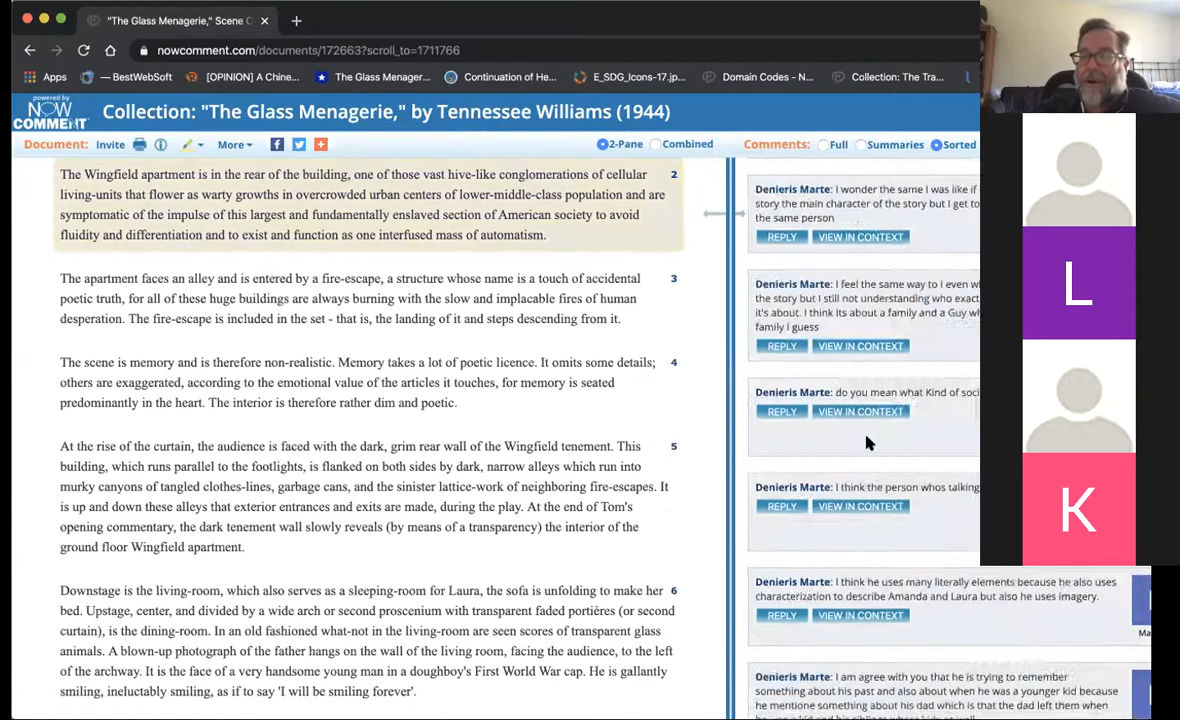 "The Glass Menagerie," Scene
nowcomment.com/documents/172663?scroll_to=1711766
Apps
— BestWebSoft
[OPINION] A Chine...
The Glass Menager...
Continuation of He...
E_SDG_Icons-17.jp...
Domain Codes - N...
Collection: The Tra...
powered by
NOW
COMMENT
Collection: "The Glass Menagerie," by Tennessee Williams (1944)
Document: Invite
More
2-Pane
Combined
Comments:
Full
Summaries
Sorted
The Wingfield apartment is in the rear of the building, one of those vast hive-like conglomerations of cellular
2
living-units that flower as warty growths in overcrowded urban centers of lower-middle-class population and are
symptomatic of the impulse of this largest and fundamentally enslaved section of American society to avoid
fluidity and differentiation and to exist and function as one interfused mass of automatism.
The apartment faces an alley and is entered by a fire-escape, a structure whose name is a touch of accidental
3
poetic truth, for all of these huge buildings are always burning with the slow and implacable fires of human
desperation. The fire-escape is included in the set - that is, the landing of it and steps descending from it.
The scene is memory and is therefore non-realistic. Memory takes a lot of poetic licence. It omits some details;
4
others are exaggerated, according to the emotional value of the articles it touches, for memory is seated
predominantly in the heart. The interior is therefore rather dim and poetic.
At the rise of the curtain, the audience is faced with the dark, grim rear wall of the Wingfield tenement. This
5
building, which runs parallel to the footlights, is flanked on both sides by dark, narrow alleys which run into
murky canyons of tangled clothes-lines, garbage cans, and the sinister lattice-work of neighboring fire-escapes. It
is up and down these alleys that exterior entrances and exits are made, during the play. At the end of Tom's
opening commentary, the dark tenement wall slowly reveals (by means of a transparency) the interior of the
ground floor Wingfield apartment.
Downstage is the living-room, which also serves as a sleeping-room for Laura, the sofa is unfolding to make her
6
bed. Upstage, center, and divided by a wide arch or second proscenium with transparent faded portières (or second
curtain), is the dining-room. In an old fashioned what-not in the living-room are seen scores of transparent glass
animals. A blown-up photograph of the father hangs on the wall of the living room, facing the audience, to the left
of the archway. It is the face of a very handsome young man in a doughboy's First World War cap. He is gallantly
smiling, ineluctably smiling, as if to say 'I will be smiling forever'.
Denieris Marte: I wonder the same I was like if
story the main character of the story but I get to
the same person
REPLY VIEW IN CONTEXT
Denieris Marte: I feel the same way to I even w
the story but I still not understanding who exact
it's about. I think Its about a family and a Guy wh
family I guess
REPLY VIEW IN CONTEXT
Denieris Marte: do you mean what Kind of soci
REPLY VIEW IN CONTEXT
Denieris Marte: I think the person whos talking
REPLY VIEW IN CONTEXT
Denieris Marte: I think he uses many literally elements because he also uses
characterization to describe Amanda and Laura but also he uses imagery.
REPLY VIEW IN CONTEXT
Ma
Denieris Marte: I am agree with you that he is trying to remember
something about his past and also about when he was a younger kid because
he mention something about his dad which is that the dad left them when
L
K